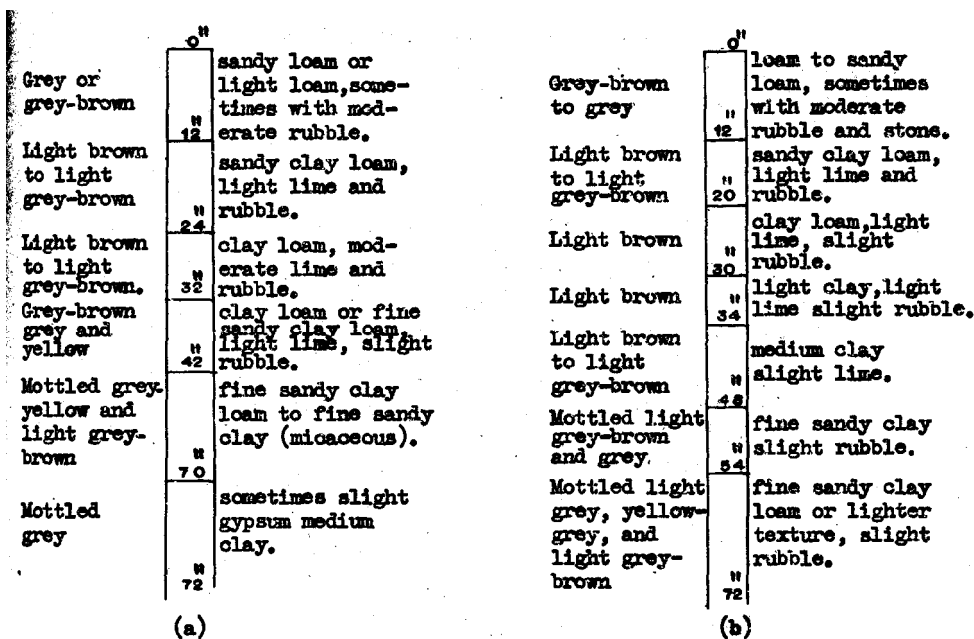 0"
Grey or
grey-brown
sandy loam or
light loam,some-
times with mod-
erate rubble.
12"
Light brown
to light
grey-brown
sandy clay loam,
light lime and
rubble.
24"
Light brown
to light
grey-brown.
clay loam, mod-
erate lime and
rubble.
32"
Grey-brown
grey and
yellow
clay loam or fine
sandy clay loam,
light lime, slight
rubble.
42"
Mottled grey-
yellow and
light grey-
brown
fine sandy clay
loam to fine sandy
clay (micaceous).
70"
Mottled
grey
sometimes slight
gypsum medium
clay.
72"
(a)
0"
Grey-brown
to grey
loam to sandy
loam, sometimes
with moderate
rubble and stone.
12"
Light brown
to light
grey-brown
sandy clay loam,
light lime and
rubble.
20"
Light brown
clay loam,light
lime, slight
rubble.
30"
Light brown
light clay,light
lime slight rubble.
34"
Light brown
to light
grey-brown
medium clay
slight lime.
48"
Mottled light
grey-brown
and grey.
fine sandy clay
slight rubble.
54"
Mottled light
grey, yellow-
grey, and
light grey-
brown
fine sandy clay
loam or lighter
texture, slight
rubble.
72"
(b)